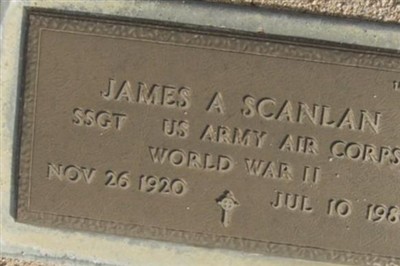 JAMES A SCANLAN
SSGT US ARMY AIR CORPS
WORLD WAR II
NOV 26 1920 JUL 10